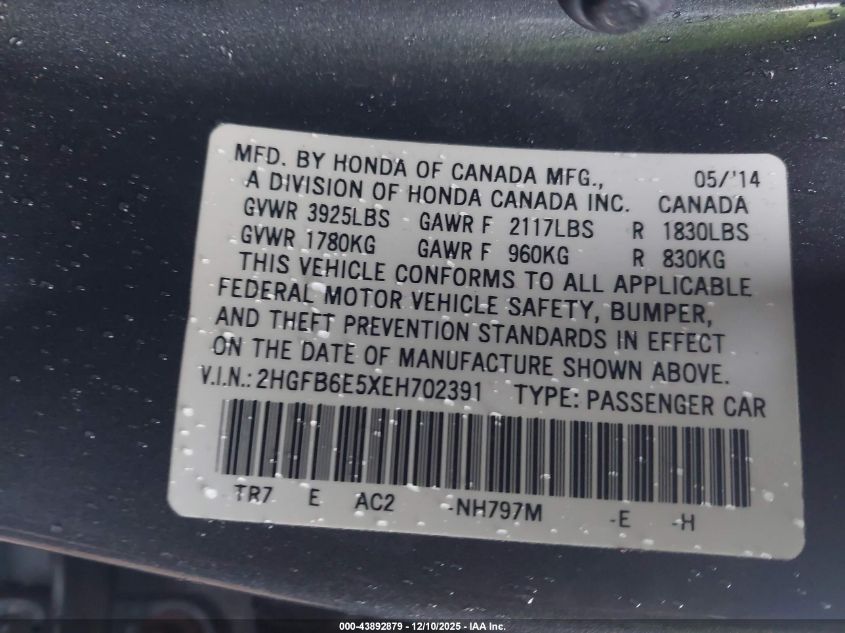 MFD. BY HONDA OF CANADA MFG., 05/'14
A DIVISION OF HONDA CANADA INC. CANADA
GVWR 3925LBS GAWR F 2117LBS R 1830LBS
GVWR 1780KG GAWR F 960KG R 830KG
THIS VEHICLE CONFORMS TO ALL APPLICABLE
FEDERAL MOTOR VEHICLE SAFETY, BUMPER,
AND THEFT PREVENTION STANDARDS IN EFFECT
ON THE DATE OF MANUFACTURE SHOWN ABOVE.
V.I.N.: 2HGFB6E5XEH702391 TYPE: PASSENGER CAR
TR7 E AC2 -NH797M -E -H
000-43892879 - 12/10/2025 - IAA Inc.